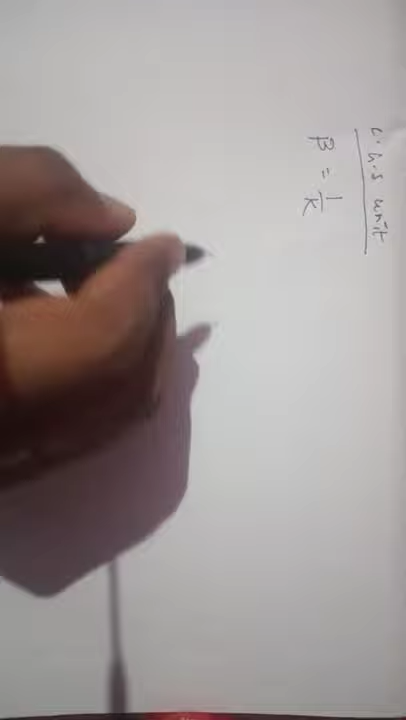 C.G.S unit
β = 1/K